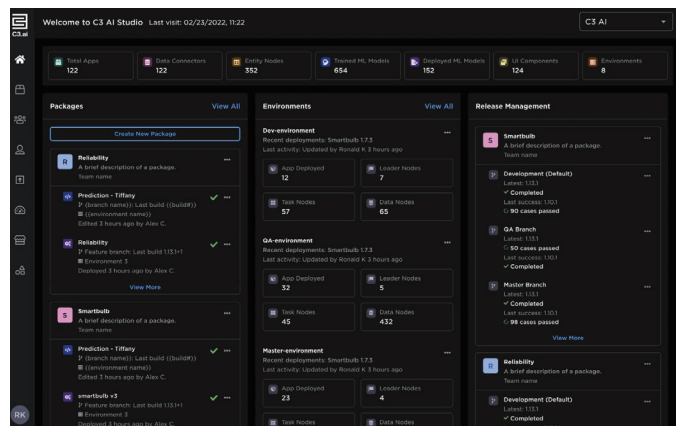 C3.ai
Welcome to C3 AI Studio Last visit: 02/23/2022, 11:22
C3 AI
Total Apps
122
Data Connectors
122
Entity Nodes
352
Trained ML Models
654
Deployed ML Models
152
UI Components
124
Environments
8
Packages
View All
Create New Package
R
Reliability
A brief description of a package.
Team name
Prediction - Tiffany
{branch name}}: Last build {{build#}}
{{environment name}}
Edited 3 hours ago by Alex C.
Reliability
Feature branch: Last build 1.13.1+1
Environment 3
Deployed 3 hours ago by Alex C.
View More
S
Smartbulb
A brief description of a package.
Team name
Prediction - Tiffany
{branch name}}: Last build {{build#}}
{{environment name}}
Edited 3 hours ago by Alex C.
smartbulb v3
Feature branch: Last build 1.13.1+1
Environment 3
Deployed 3 hours ago by Alex C.
Environments
View All
Dev-environment
Recent deployments: Smartbulb 1.7.3
Last activity: Updated by Ronald K 3 hours ago
App Deployed
12
Leader Nodes
7
Task Nodes
57
Data Nodes
65
QA-environment
Recent deployments: Smartbulb 1.7.3
Last activity: Updated by Ronald K 3 hours ago
App Deployed
32
Leader Nodes
5
Task Nodes
45
Data Nodes
432
Master-environment
Recent deployments: Smartbulb 1.7.3
Last activity: Updated by Ronald K 3 hours ago
App Deployed
23
Leader Nodes
4
Task Nodes
Data Nodes
Release Management
S
Smartbulb
A brief description of a package.
Team name
Development (Default)
Latest: 1.13.1
Completed
Last success: 1.10.1
90 cases passed
QA Branch
Latest: 1.13.1
50 cases passed
Last success: 1.10.1
Completed
Master Branch
Latest: 1.13.1
Completed
Last success: 1.10.1
98 cases passed
View More
R
Reliability
A brief description of a package.
Team name
Development (Default)
Latest: 1.13.1
Completed
RK